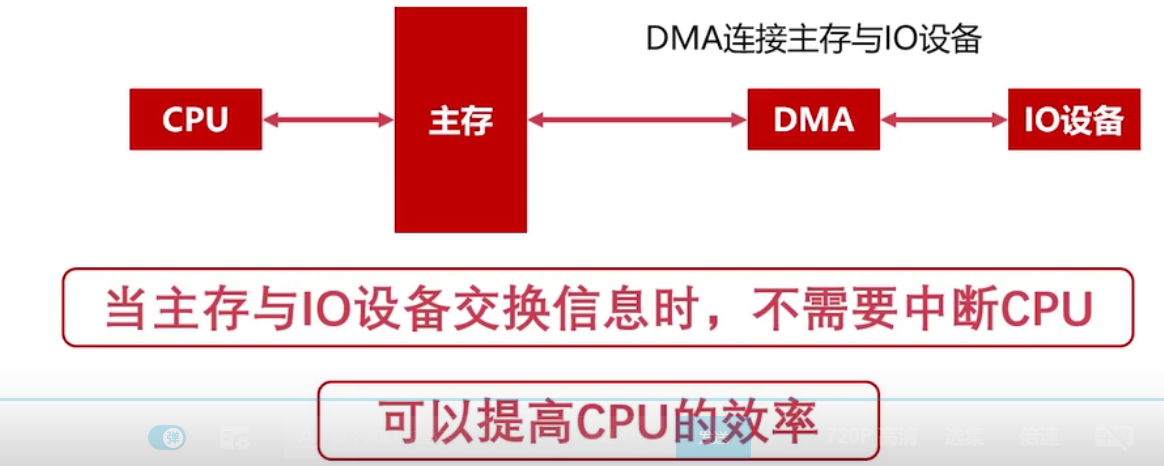 DMA连接主存与IO设备
CPU
主存
DMA
IO设备
当主存与IO设备交换信息时，不需要中断CPU
可以提高CPU的效率
弹
发送
720P 高清
选集
倍速